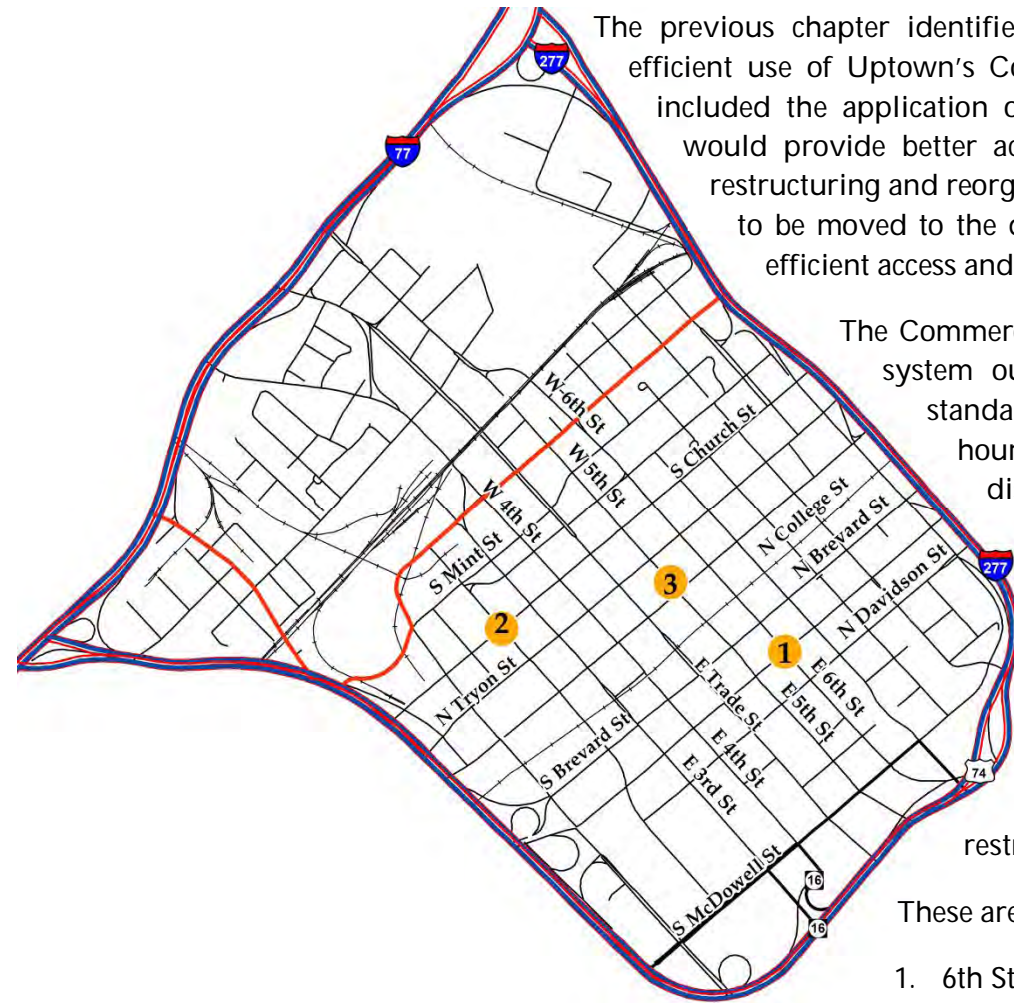 The previous chapter identifie
efficient use of Uptown's Co
included the application o
would provide better ac
restructuring and reorg
to be moved to the c
efficient access and
The Commer
system ou
standa
hour
di
restr
These are
1. 6th St
277
77
W 6th St
W 5th St
S Church St
W 4th St
S Mint St
N College St
N Brevard St
277
N Davidson St
3
2
1
N Tryon St
E Trade St
E 6th St
E 5th St
S Brevard St
E 4th St
E 3rd St
74
S McDowell St
16
16